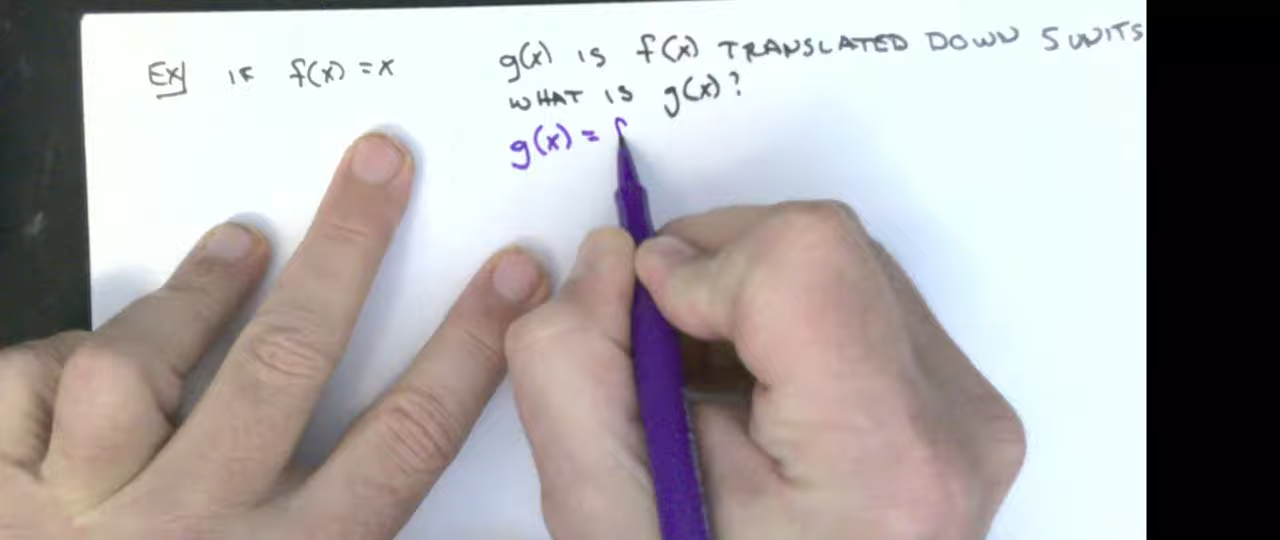 Ex) IF f(x) = x
g(x) IS f(x) TRANSLATED DOWN 5 UNITS
WHAT IS g(x)?
g(x) =